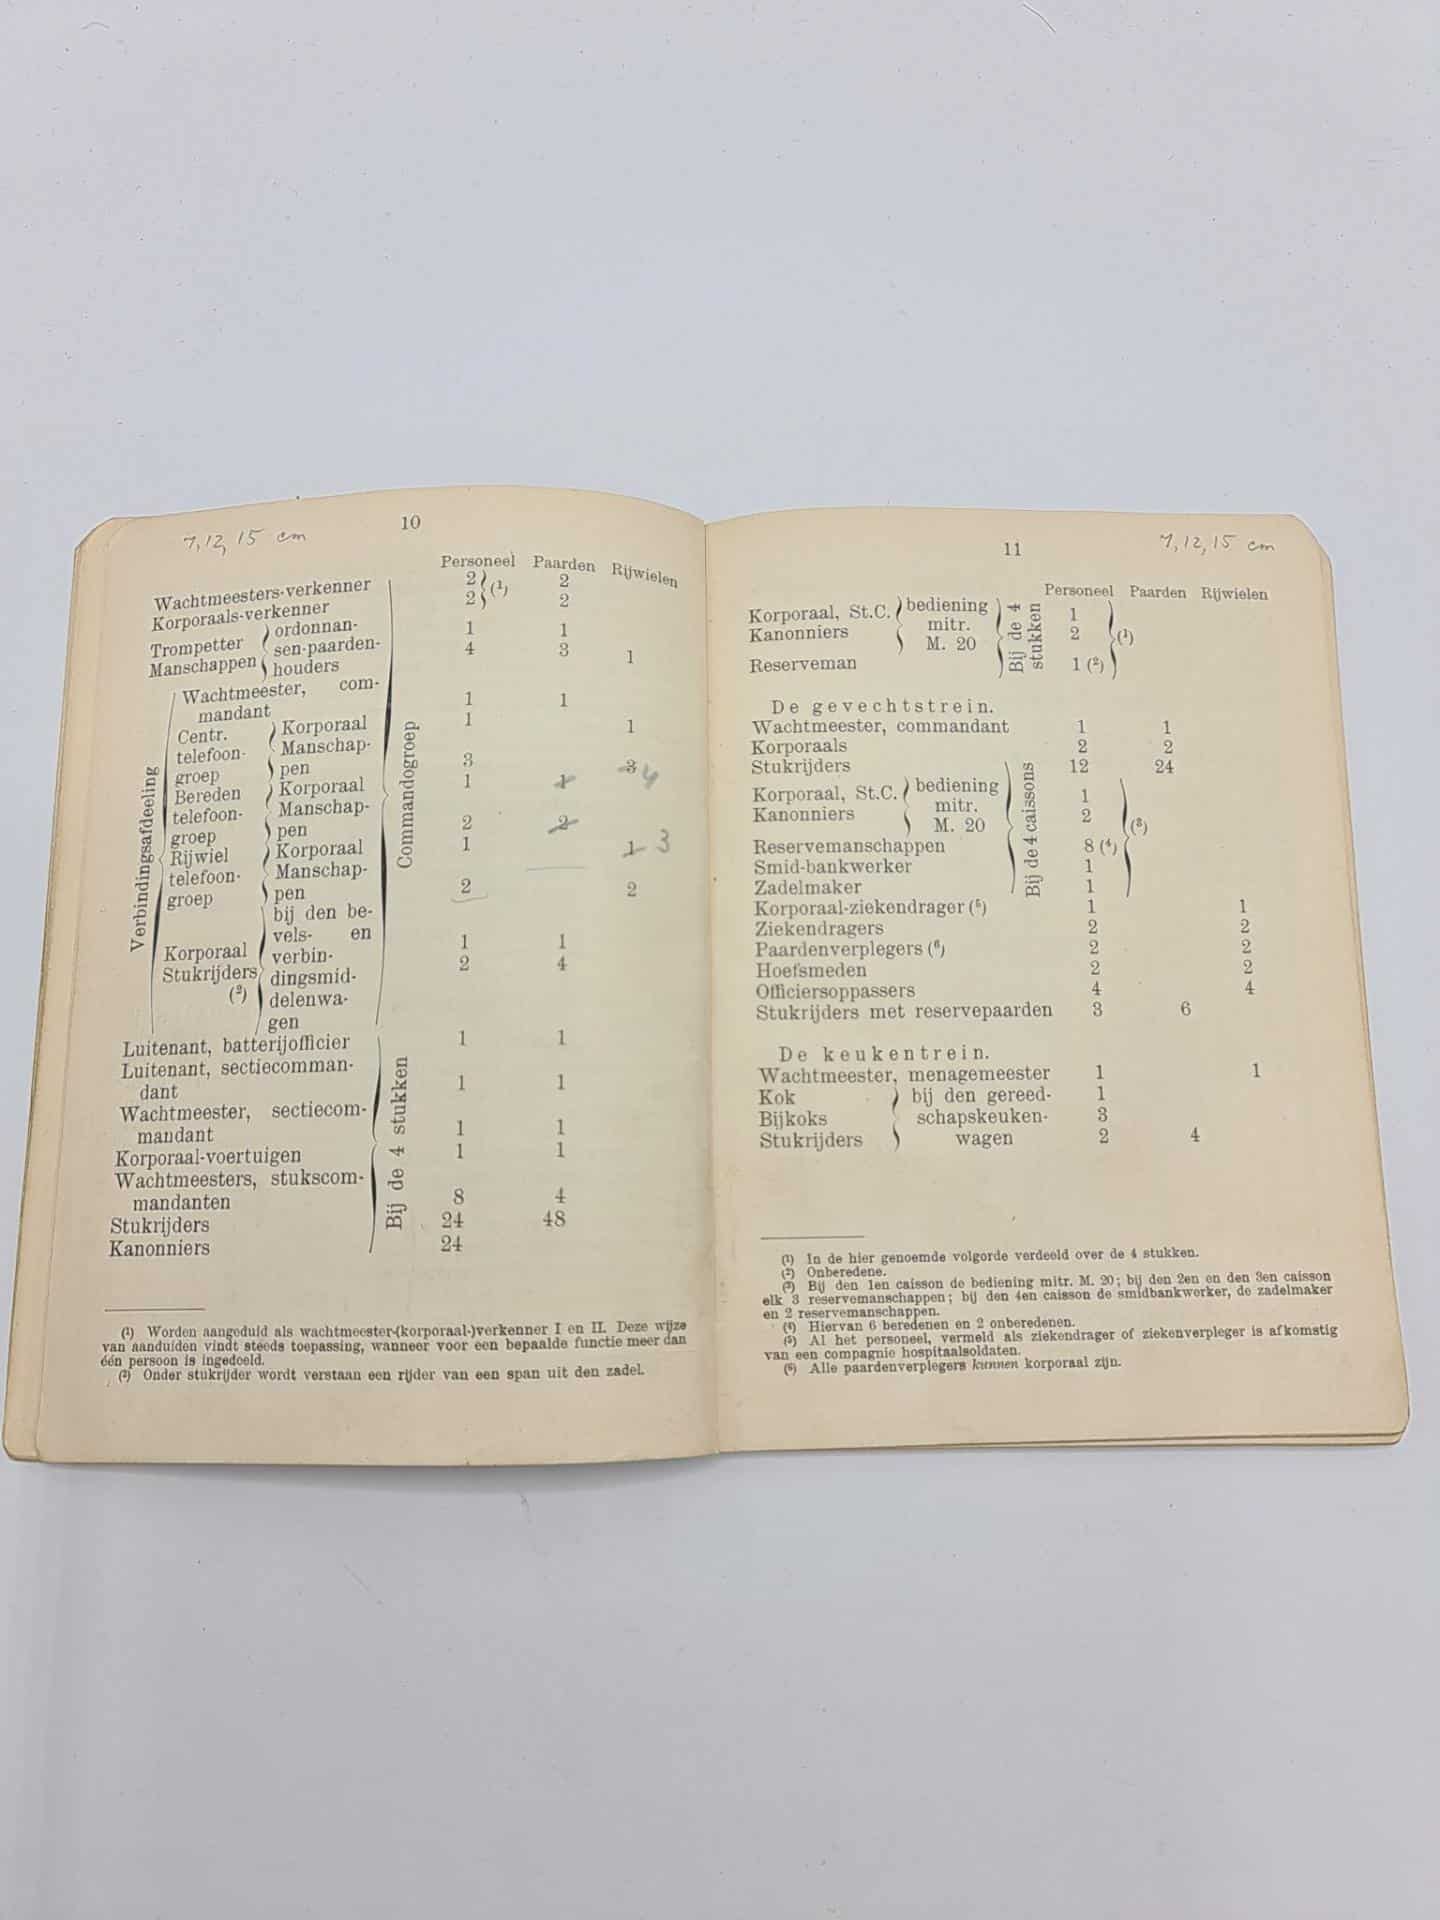 7, 12, 15 cm
10
Personeel Paarden Rijwielen
Wachtmeesters-verkenner 2 (¹) 2
Korporaals-verkenner 2 2
Trompetter ordonnan- 1 1
Manschappen sen-paarden- 4 3 1
houders
Wachtmeester, com-
mandant 1 1
Centr. Korporaal 1 1
telefoon- Manschap-
groep pen 3 3 4
Bereden Korporaal 1 1
telefoon- Manschap-
groep pen 2 2
Rijwiel Korporaal 1 1 3
telefoon- Manschap-
groep pen 2 2
bij den be-
vels- en
Korporaal verbin- 1 1
Stukrijders dingsmid- 2 4
(²) delenwa-
gen
Verbindingsafdeeling
Commandogroep
Luitenant, batterijofficier 1 1
Luitenant, sectiecomman-
dant 1 1
Wachtmeester, sectiecom-
mandant 1 1
Korporaal-voertuigen 1 1
Wachtmeesters, stukscom-
mandanten 8 4
Stukrijders 24 48
Kanonniers 24
Bij de 4 stukken
(¹) Worden aangeduid als wachtmeester-(korporaal-)verkenner I en II. Deze wijze
van aanduiden vindt steeds toepassing, wanneer voor een bepaalde functie meer dan
één persoon is ingedeeld.
(²) Onder stukrijder wordt verstaan een rijder van een span uit den zadel.
11
7, 12, 15 cm
Personeel Paarden Rijwielen
Korporaal, St.C. bediening 1
Kanonniers mitr. 2 (¹)
M. 20
Reserveman 1 (²)
Bij de 4
stukken
De gevechtstrein.
Wachtmeester, commandant 1 1
Korporaals 2 2
Stukrijders 12 24
Korporaal, St.C. bediening 1
Kanonniers mitr. 2
M. 20 (³)
Reservemanschappen 8 (⁴)
Smid-bankwerker 1
Zadelmaker 1
Bij de 4 caissons
Korporaal-ziekendrager (⁵) 1 1
Ziekendragers 2 2
Paardenverplegers (⁶) 2 2
Hoefsmeden 2 2
Officiersoppassers 4 4
Stukrijders met reservepaarden 3 6
De keukentrein.
Wachtmeester, menagemeester 1 1
Kok bij den gereed- 1
Bijkoks schapskeuken- 3
Stukrijders wagen 2 4
(¹) In de hier genoemde volgorde verdeeld over de 4 stukken.
(²) Onberedene.
(³) Bij den 1en caisson de bediening mitr. M. 20; bij den 2en en den 3en caisson
elk 3 reservemanschappen; bij den 4en caisson de smidbankworker, de zadelmaker
en 2 reservemanschappen.
(⁴) Hiervan 6 beredenen en 2 onberedenen.
(⁵) Al het personeel, vermeld als ziekendrager of ziekenverpleger is afkomstig
van een compagnie hospitaalsoldaten.
(⁶) Alle paardenverplegers kunnen korporaal zijn.